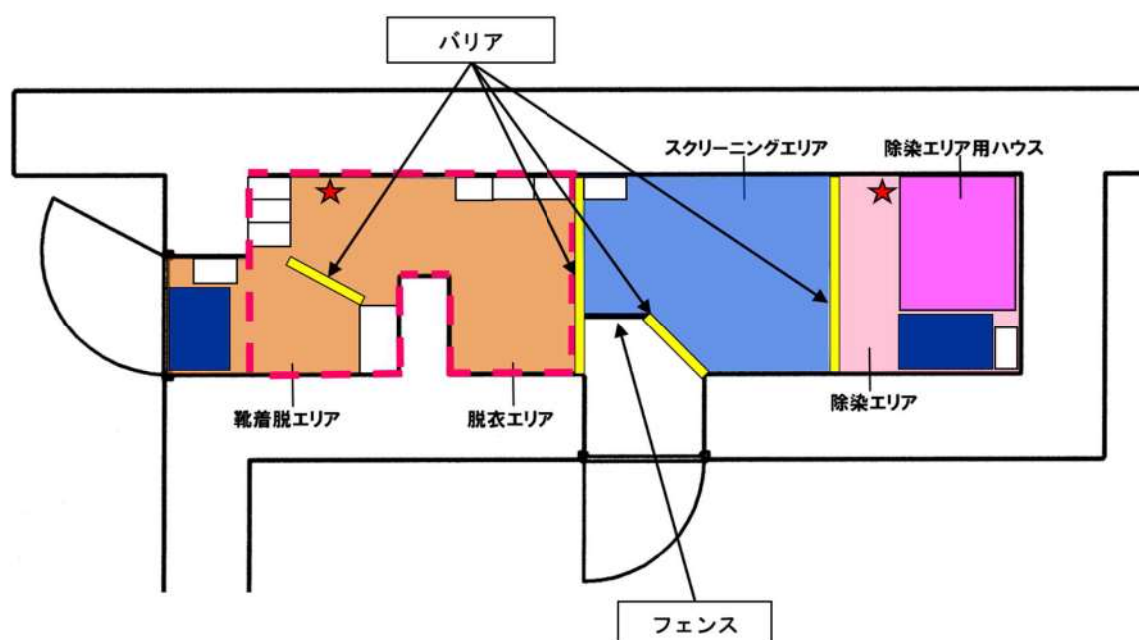 バリア
スクリーニングエリア
除染エリア用ハウス
靴着脱エリア
脱衣エリア
除染エリア
フェンス